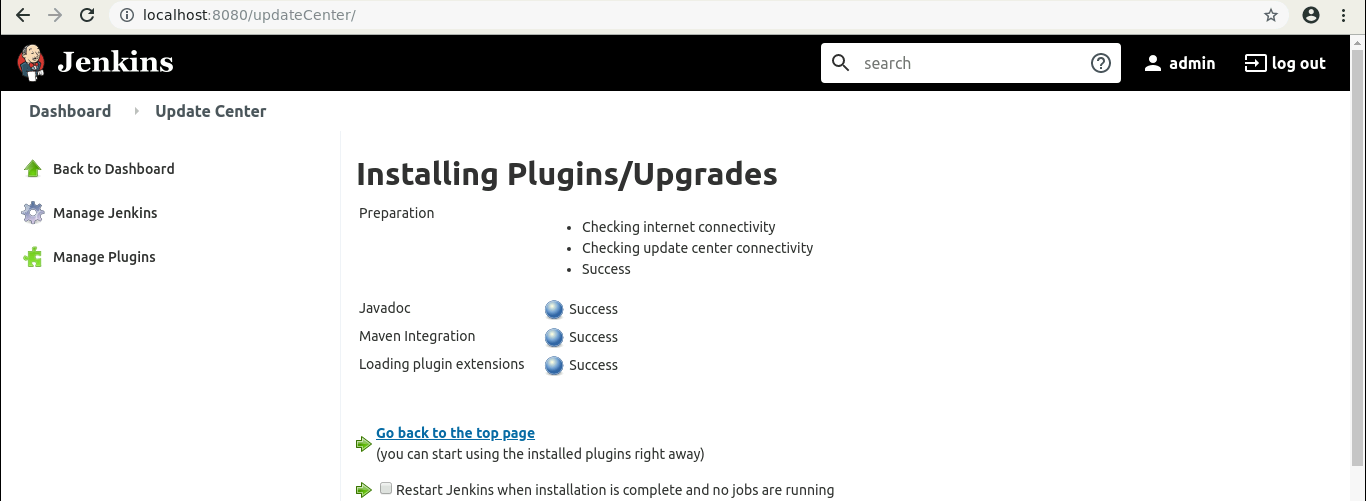 localhost:8080/updateCenter/
Jenkins
search
admin
log out
Dashboard
Update Center
Back to Dashboard
Manage Jenkins
Manage Plugins
Installing Plugins/Upgrades
Preparation
• Checking internet connectivity
• Checking update center connectivity
• Success
Javadoc Success
Maven Integration Success
Loading plugin extensions Success
Go back to the top page
(you can start using the installed plugins right away)
Restart Jenkins when installation is complete and no jobs are running